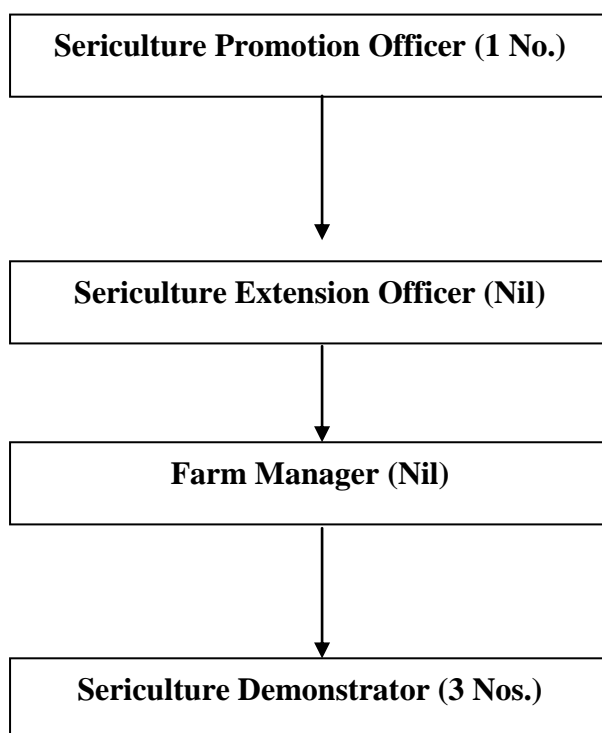 Sericulture Promotion Officer (1 No.)
Sericulture Extension Officer (Nil)
Farm Manager (Nil)
Sericulture Demonstrator (3 Nos.)